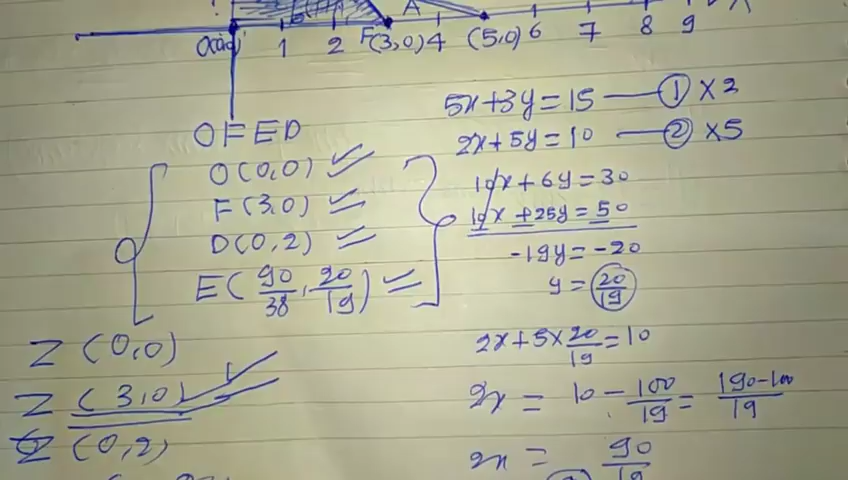 A
O(0,0) 1 2 F(3,0) 4 (5,0) 6 7 8 9 X
OFED
O(0,0)
F(3,0)
D(0,2)
E(90/38, 20/19)
Z (0,0)
Z (3,0)
Z (0,2)
5x+3y=15 — ① ×2
2x+5y=10 — ② ×5
10x+6y=30
10x+25y=50
-19y=-20
y=20/19
2x+5×20/19=10
2x = 10 - 100/19 = 190-100/19
2x = 90/19